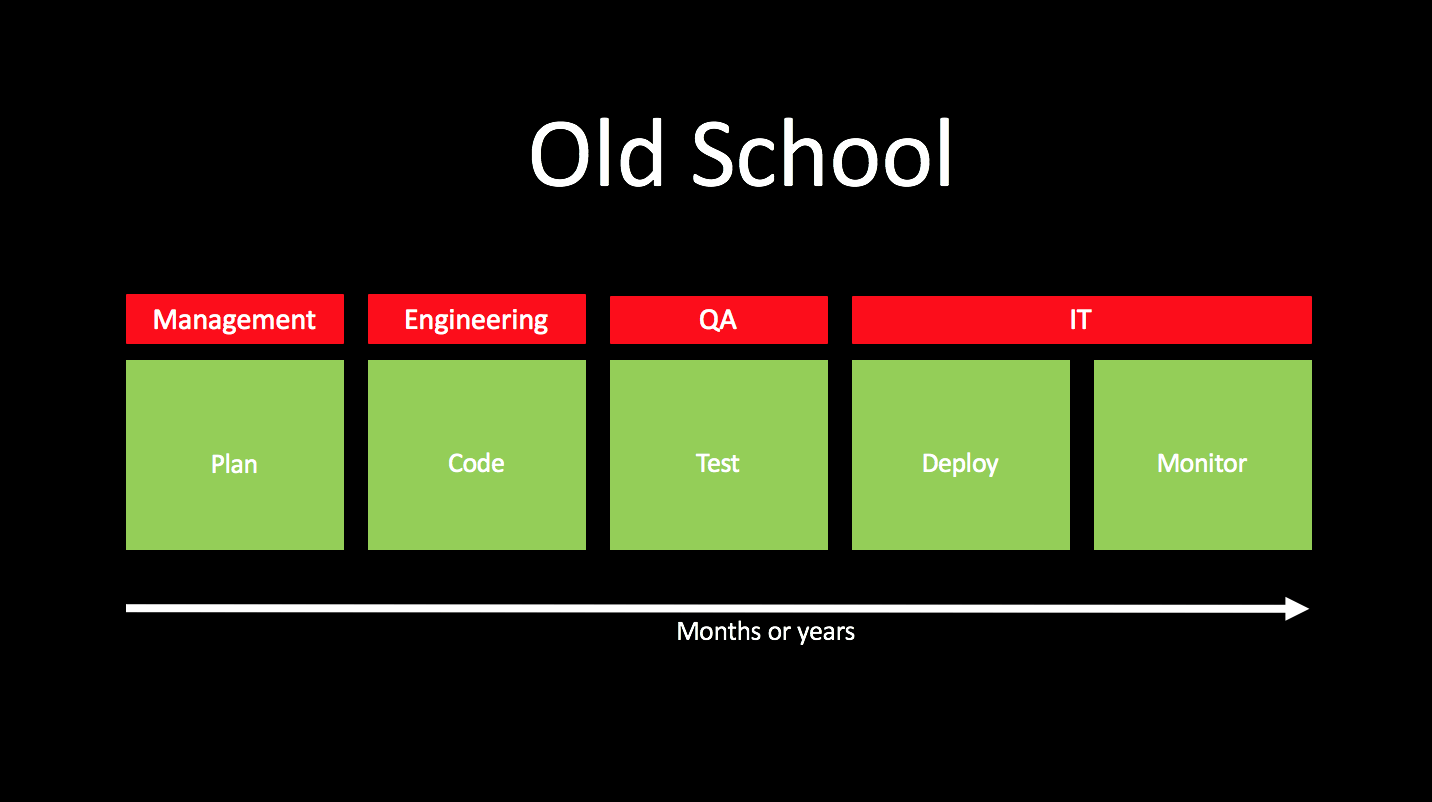 Old School
Management Engineering QA IT
Plan Code Test Deploy Monitor
Months or years